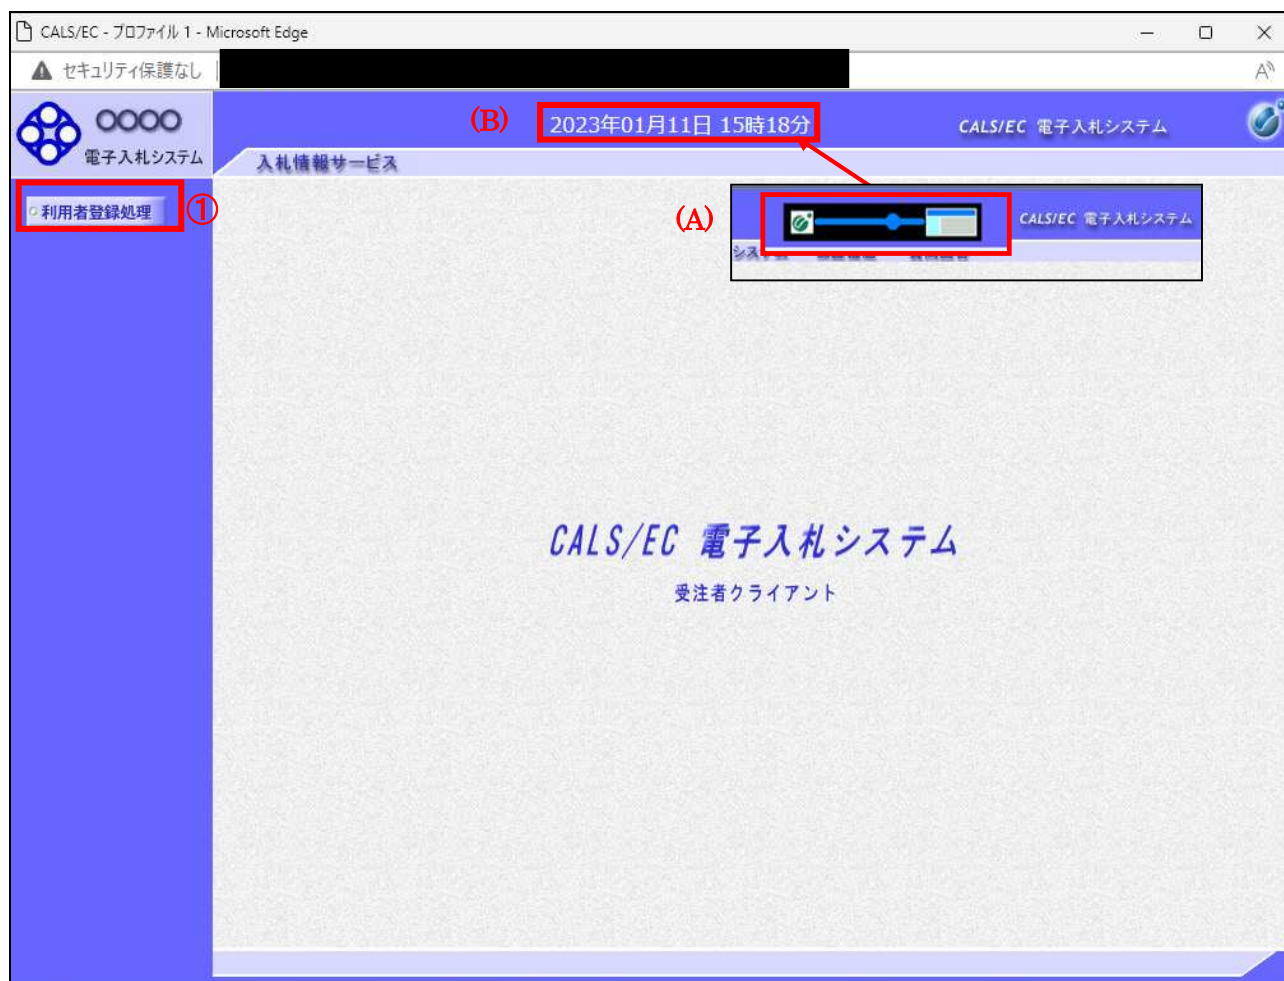 CALS/EC - プロファイル 1 - Microsoft Edge
セキュリティ保護なし
〇〇〇〇
電子入札システム
(B)
2023年01月11日 15時18分
CALS/EC 電子入札システム
入札情報サービス
利用者登録処理
①
(A)
CALS/EC 電子入札システム
CALS/EC 電子入札システム
受注者クライアント